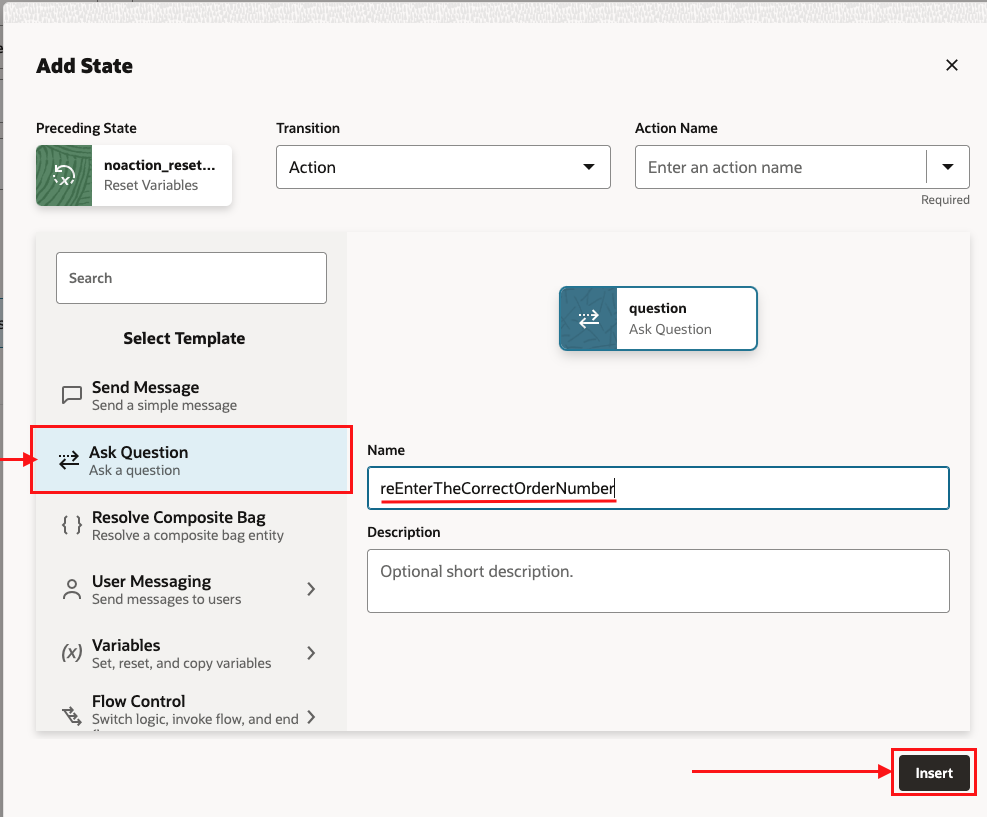 Add State
Preceding State
Transition
Action Name
noaction_reset...
Reset Variables
Action
Enter an action name
Required
Search
Select Template
Send Message
Send a simple message
Ask Question
Ask a question
Resolve Composite Bag
Resolve a composite bag entity
User Messaging
Send messages to users
(x) Variables
Set, reset, and copy variables
Flow Control
Switch logic, invoke flow, and end
question
Ask Question
Name
reEnterTheCorrectOrderNumber
Description
Optional short description.
Insert